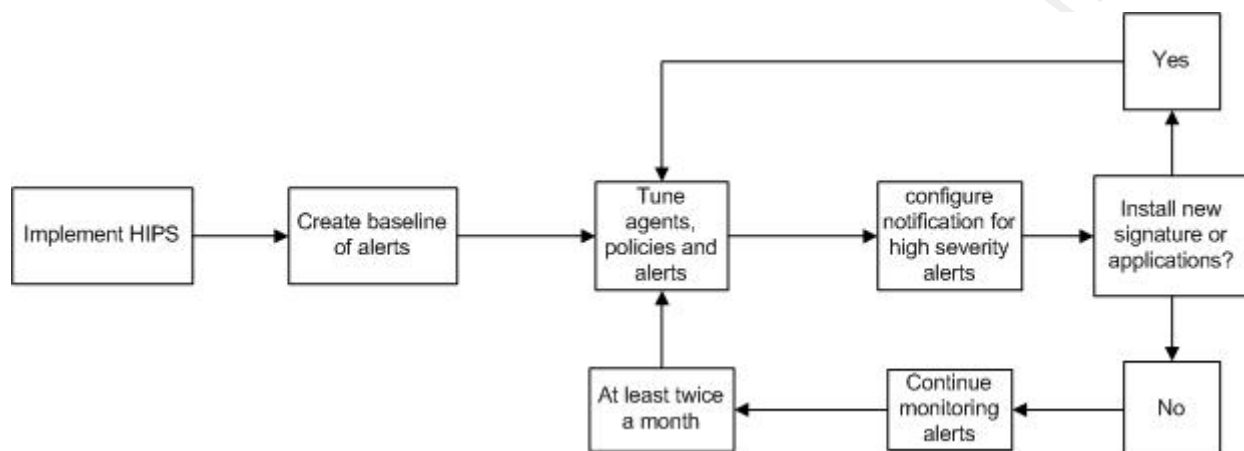 Yes
Implement HIPS
Create baseline
of alerts
Tune
agents,
policies and
alerts
configure
notification for
high severity
alerts
Install new
signature or
applications?
At least twice
a month
Continue
monitoring
alerts
No